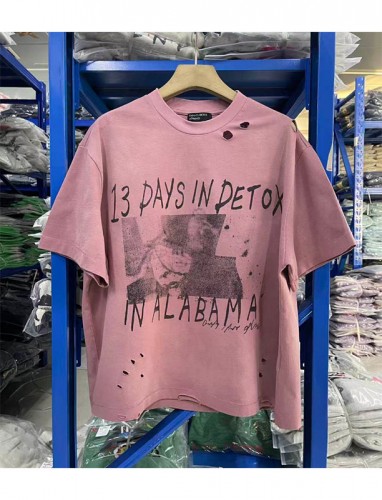 13 DAYS IN DETOX
IN ALABAMA